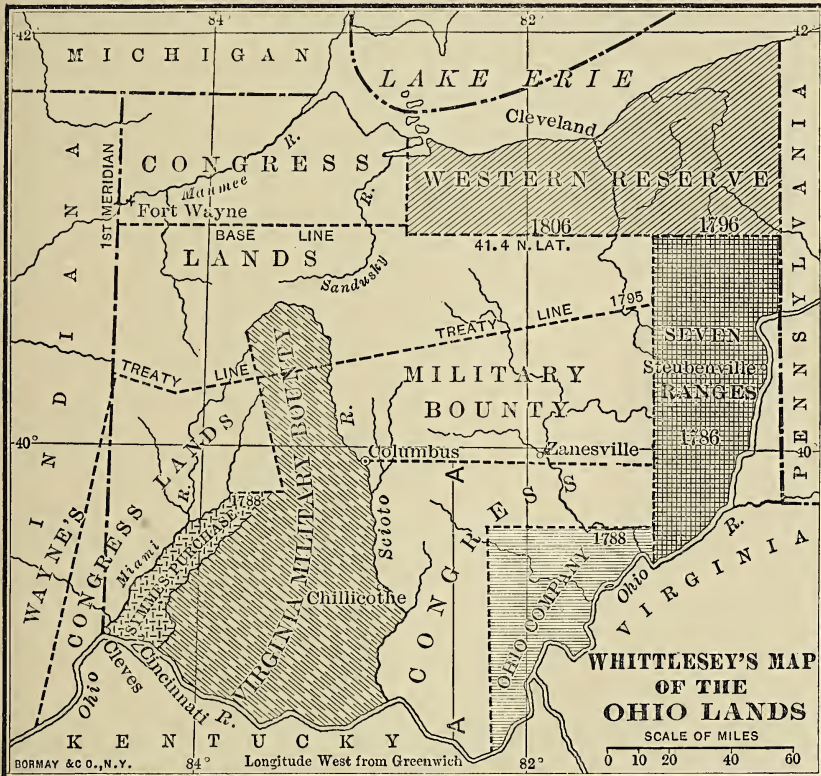 42°
84°
82°
42°
MICHIGAN
LAKE ERIE
Cleveland
CONGRESS
Maumee R.
Fort Wayne
1ST MERIDIAN
INDIANA
BASE LINE
LANDS
Sandusky R.
WESTERN RESERVE
1806
1796
41.4 N. LAT.
PENNSYLVANIA
TREATY LINE
TREATY LINE 1795
SEVEN
Steubenville
RANGES
1786
MILITARY
BOUNTY
40°
Columbus
Zanesville
40°
WAYNE'S
CONGRESS LANDS
Miami R.
1788
SYMMES PURCHASE
VIRGINIA MILITARY BOUNTY
R.
Scioto
Chillicothe
A
A
CONGRESS
1788
OHIO COMPANY
Ohio R.
VIRGINIA
Cleves
Cincinnati
Ohio R.
KENTUCKY
WHITTLESEY'S MAP
OF THE
OHIO LANDS
SCALE OF MILES
0 10 20 40 60
BORMAY & CO., N.Y.
84°
Longitude West from Greenwich
82°